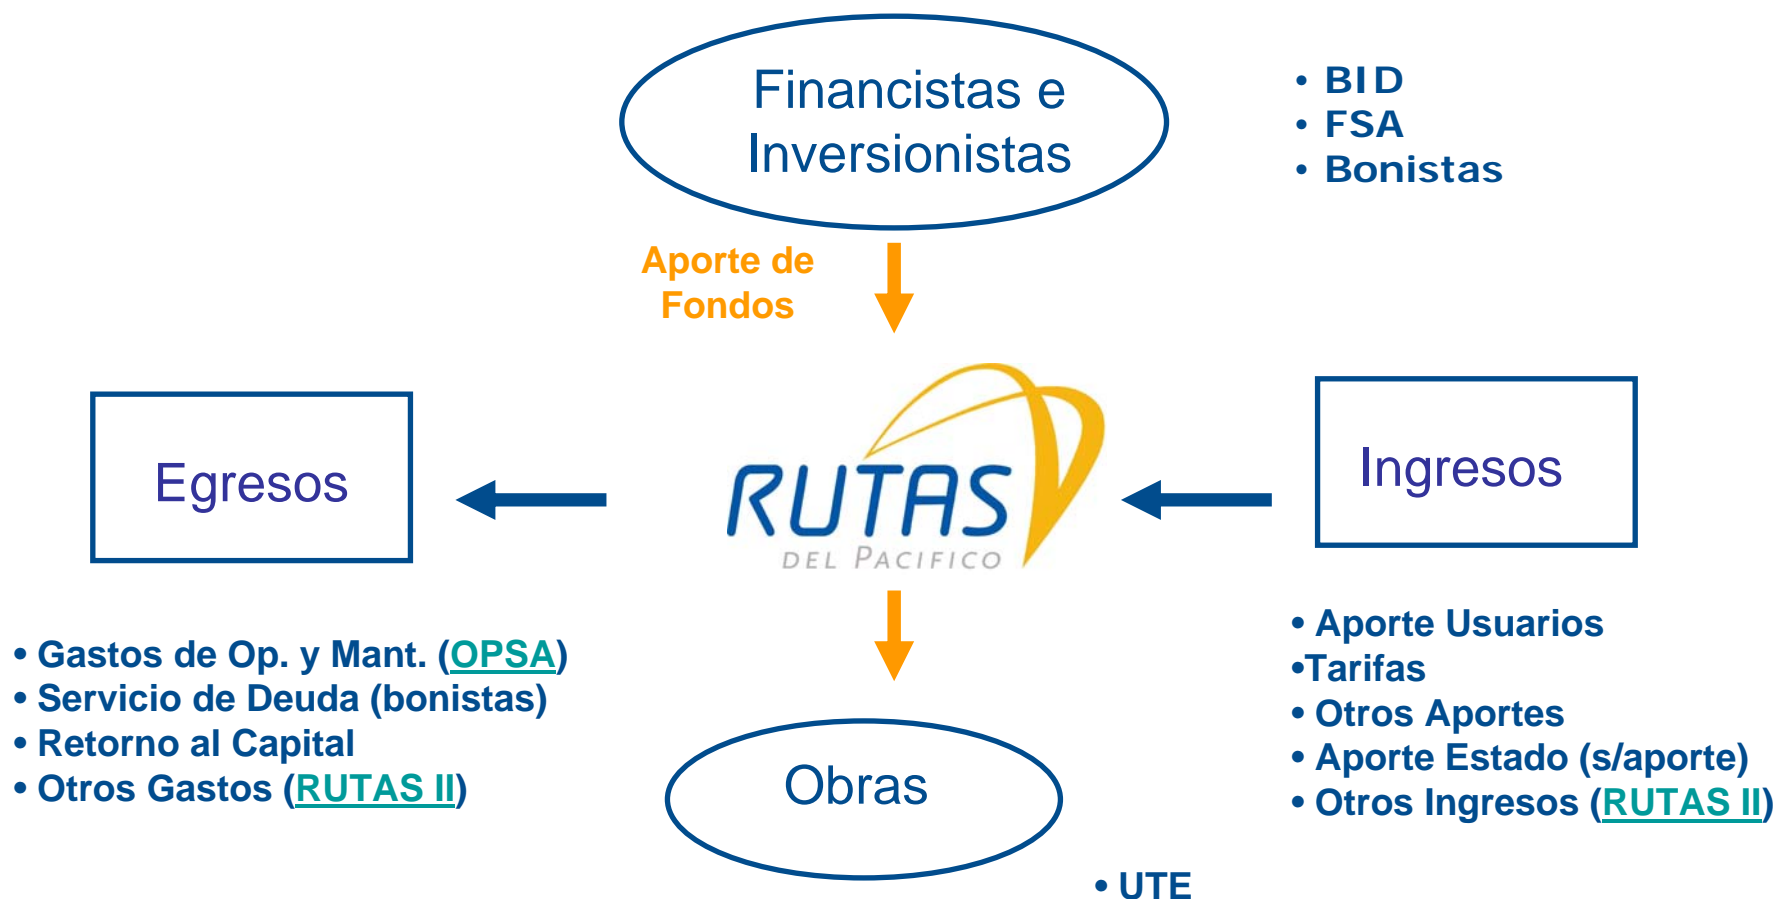 Financistas e
Inversionistas
• BID
• FSA
• Bonistas
Aporte de
Fondos
Egresos
RUTAS
DEL PACIFICO
Ingresos
• Gastos de Op. y Mant. (OPSA)
• Servicio de Deuda (bonistas)
• Retorno al Capital
• Otros Gastos (RUTAS II)
• Aporte Usuarios
•Tarifas
• Otros Aportes
• Aporte Estado (s/aporte)
• Otros Ingresos (RUTAS II)
Obras
• UTE